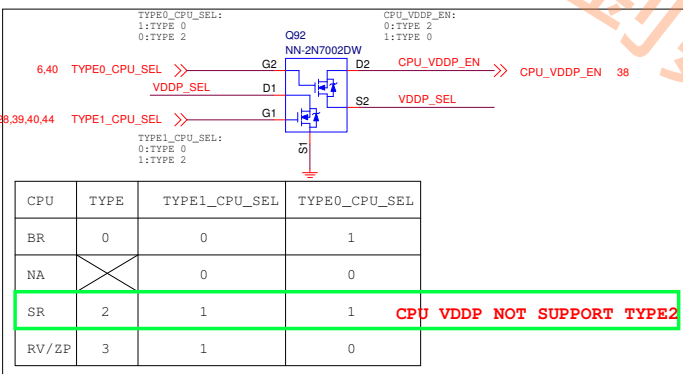 TYPE0_CPU_SEL:
1:TYPE 0
0:TYPE 2
CPU_VDDP_EN:
0:TYPE 2
1:TYPE 0
Q92
NN-2N7002DW
6,40 TYPE0_CPU_SEL G2 D2 CPU_VDDP_EN CPU_VDDP_EN 38
VDDP_SEL D1 S2 VDDP_SEL
8,39,40,44 TYPE1_CPU_SEL G1
S1
TYPE1_CPU_SEL:
0:TYPE 0
1:TYPE 2
CPU TYPE TYPE1_CPU_SEL TYPE0_CPU_SEL
BR 0 0 1
NA 0 0
SR 2 1 1 CPU VDDP NOT SUPPORT TYPE2
RV/ZP 3 1 0